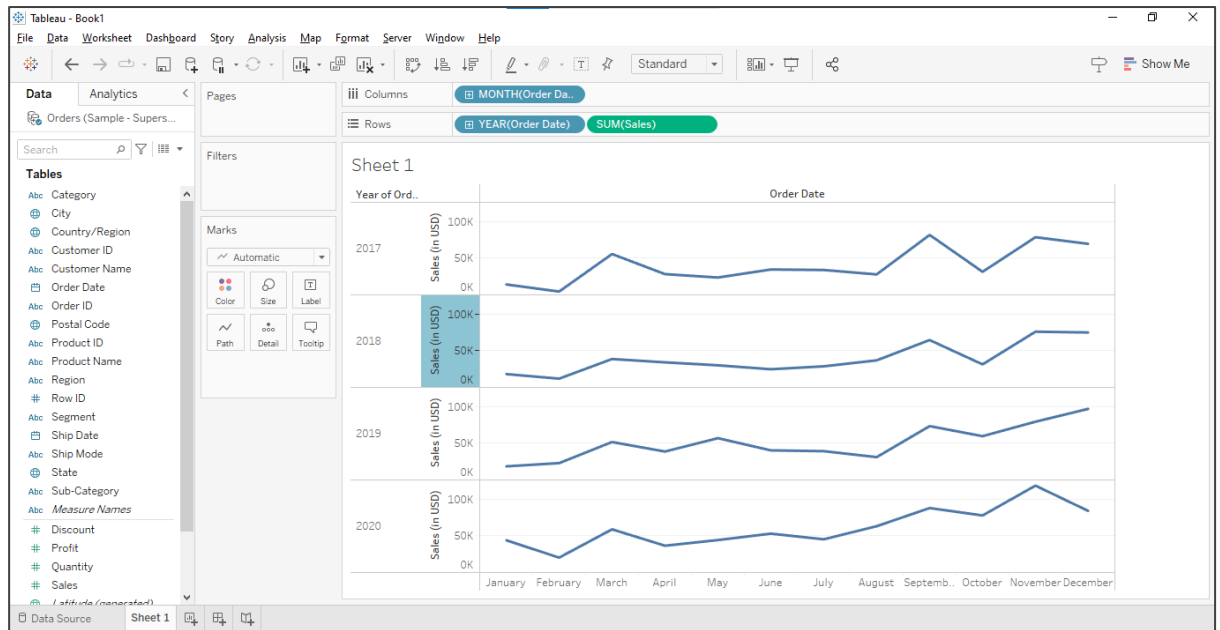 Tableau - Book1
File Data Worksheet Dashboard Story Analysis Map Format Server Window Help
Standard
Show Me
Data Analytics
Orders (Sample - Supers...
Search
Tables
Abc Category
City
Country/Region
Abc Customer ID
Abc Customer Name
Order Date
Abc Order ID
Postal Code
Abc Product ID
Abc Product Name
Abc Region
# Row ID
Abc Segment
Ship Date
Abc Ship Mode
State
Abc Sub-Category
Abc Measure Names
# Discount
# Profit
# Quantity
# Sales
Latitude (generated)
Pages
Filters
Marks
Automatic
Color Size Label
Path Detail Tooltip
Columns MONTH(Order Da..
Rows YEAR(Order Date) SUM(Sales)
Sheet 1
Year of Ord.. Order Date
2017
Sales (in USD)
100K
50K
0K
2018
Sales (in USD)
100K
50K
0K
2019
Sales (in USD)
100K
50K
0K
2020
Sales (in USD)
100K
50K
0K
January February March April May June July August Septemb.. October November December
Data Source Sheet 1